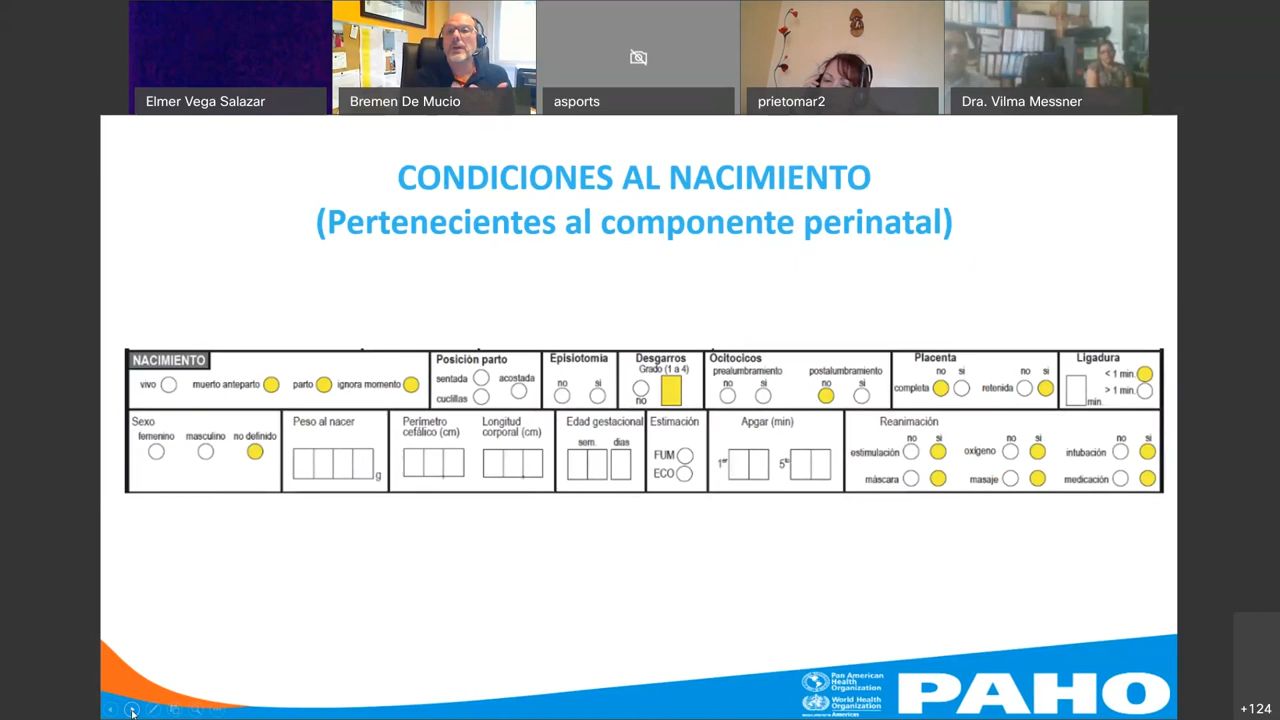 Elmer Vega Salazar
Bremen De Mucio
asports
prietomar2
Dra. Vilma Messner
CONDICIONES AL NACIMIENTO
(Pertenecientes al componente perinatal)
NACIMIENTO
vivo muerto anteparto parto ignora momento
Posición parto
sentada acostada
cuclillas
Episiotomia
no si
Desgarros
Grado (1 a 4)
no
Ocitocicos
prealumbramiento postalumbramiento
no si no si
Placenta
no si no si
completa retenida
Ligadura
< 1 min.
> 1 min.
min.
Sexo
femenino masculino no definido
Peso al nacer
g
Perímetro cefálico (cm)
Longitud corporal (cm)
Edad gestacional
sem. dias
Estimación
FUM
ECO
Apgar (min)
1er 5to
Reanimación
no si no si no si
estimulación oxígeno intubación
máscara masaje medicación
Pan American
Health
Organization
World Health
Organization
Americas
PAHO
+124